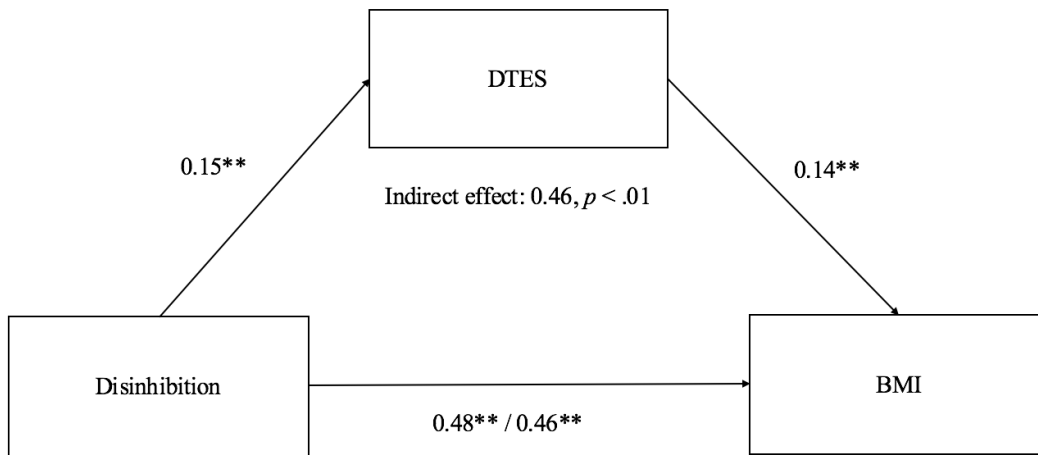 DTES
0.15**
0.14**
Indirect effect: 0.46, p < .01
Disinhibition
BMI
0.48** / 0.46**